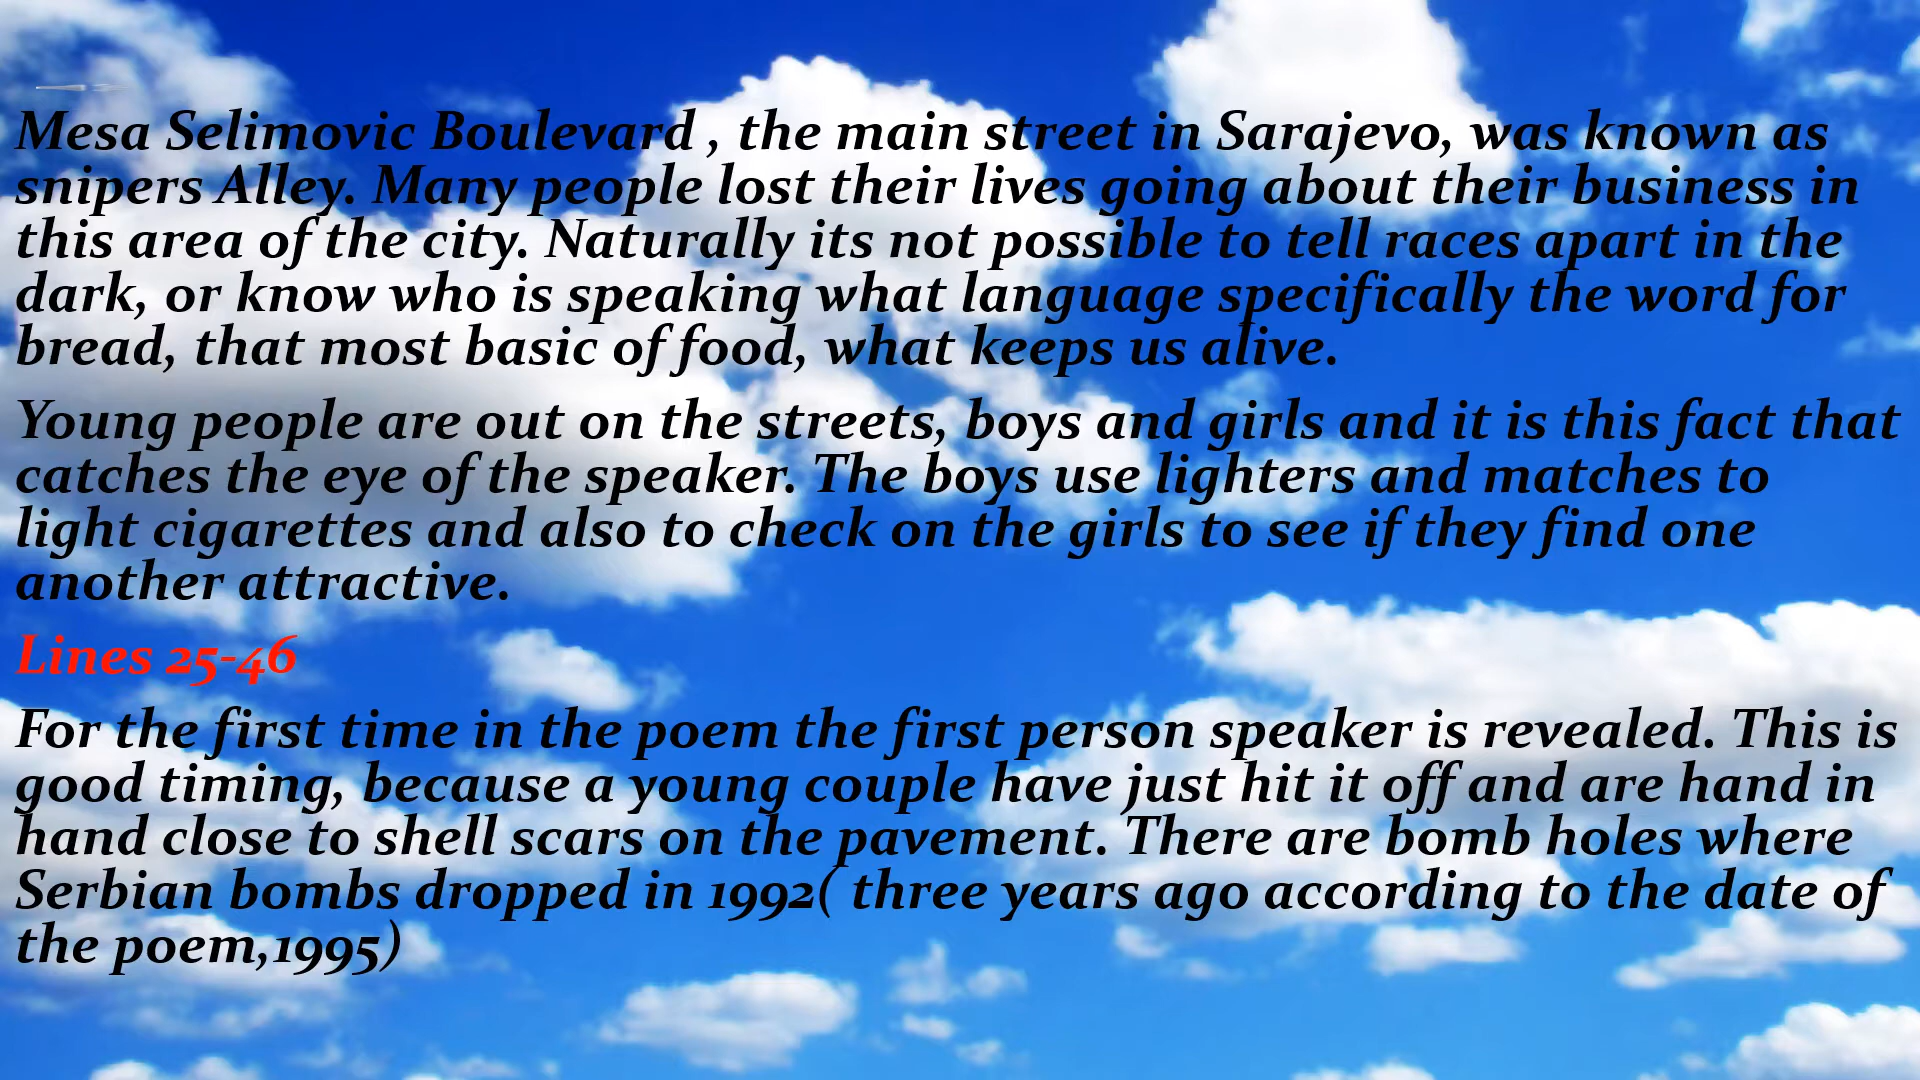 Mesa Selimovic Boulevard , the main street in Sarajevo, was known as
snipers Alley. Many people lost their lives going about their business in
this area of the city. Naturally its not possible to tell races apart in the
dark, or know who is speaking what language specifically the word for
bread, that most basic of food, what keeps us alive.
Young people are out on the streets, boys and girls and it is this fact that
catches the eye of the speaker. The boys use lighters and matches to
light cigarettes and also to check on the girls to see if they find one
another attractive.
Lines 25-46
For the first time in the poem the first person speaker is revealed. This is
good timing, because a young couple have just hit it off and are hand in
hand close to shell scars on the pavement. There are bomb holes where
Serbian bombs dropped in 1992( three years ago according to the date of
the poem,1995)